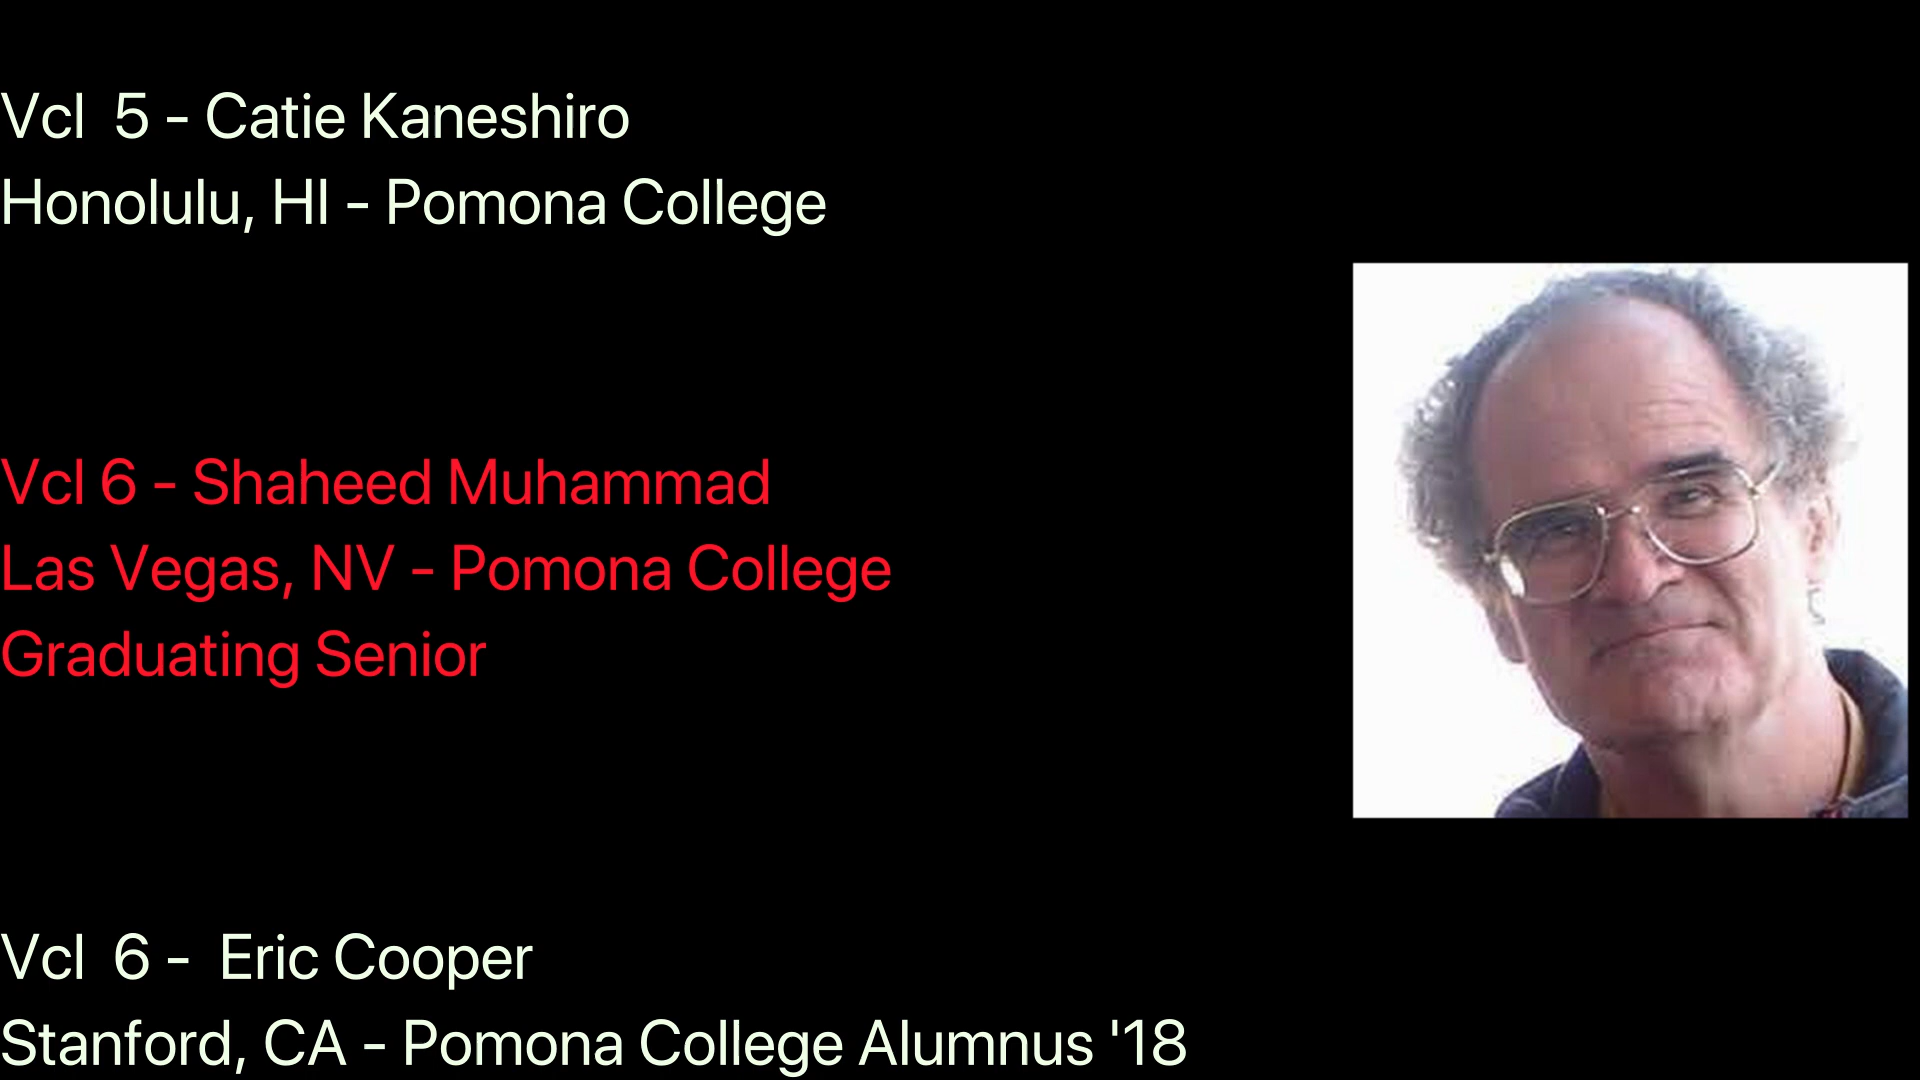 Vcl  5 - Catie Kaneshiro
Honolulu, HI - Pomona College
Vcl 6 - Shaheed Muhammad
Las Vegas, NV - Pomona College
Graduating Senior
Vcl  6 -  Eric Cooper
Stanford, CA - Pomona College Alumnus '18